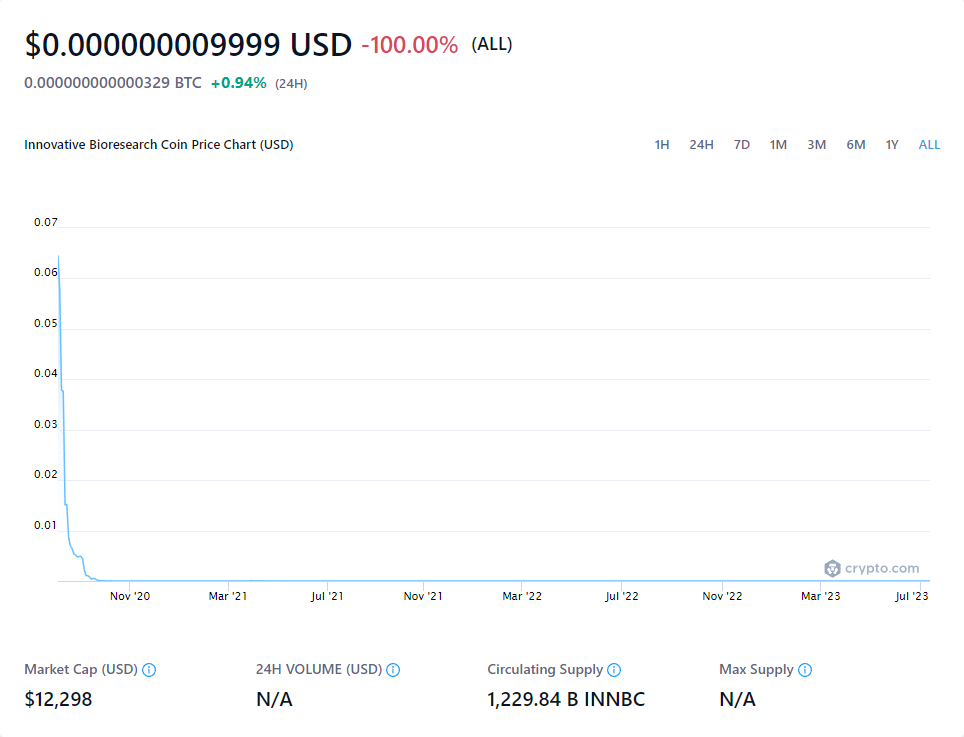 $0.000000009999 USD -100.00% (ALL)
0.000000000000329 BTC +0.94% (24H)
Innovative Bioresearch Coin Price Chart (USD) 1H 24H 7D 1M 3M 6M 1Y ALL
0.07
0.06
0.05
0.04
0.03
0.02
0.01
crypto.com
Nov '20 Mar '21 Jul '21 Nov '21 Mar '22 Jul '22 Nov '22 Mar '23 Jul '23
Market Cap (USD) 24H VOLUME (USD) Circulating Supply Max Supply
$12,298 N/A 1,229.84 B INNBC N/A